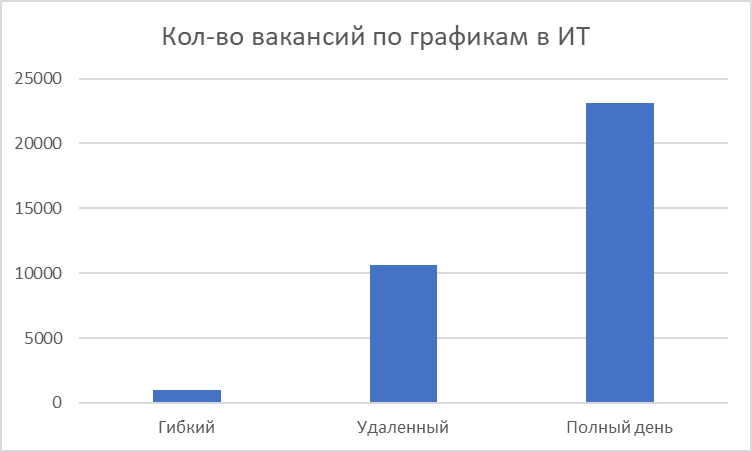 Кол-во вакансий по графикам в ИТ
25000
20000
15000
10000
5000
0
Гибкий
Удаленный
Полный день